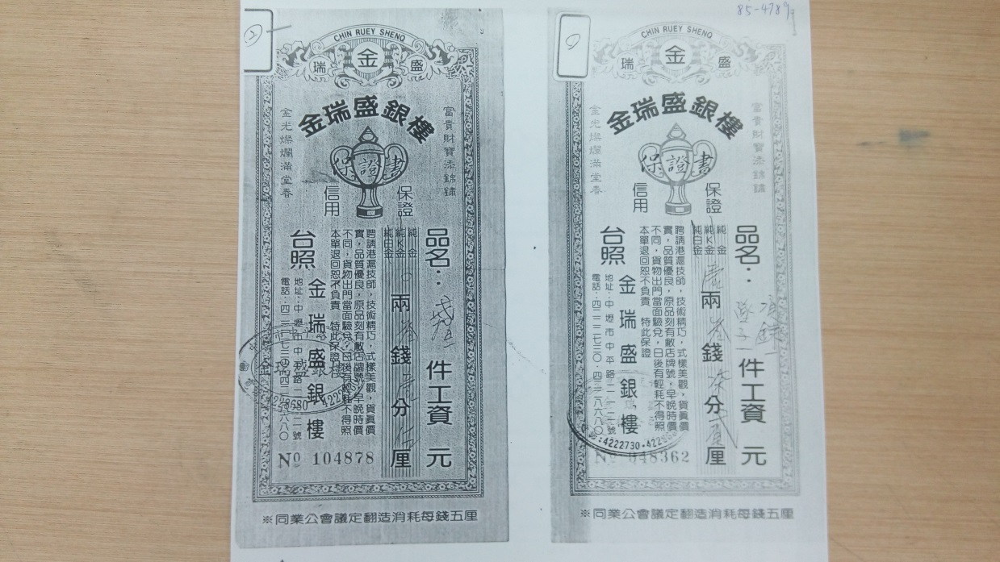 85-4789
2
CHIN RUEY SHENQ
瑞 金 盛
金瑞盛銀樓
保證書
富貴財寶添錦鏽
金光燦爛滿堂春
保證
信用
品名：戒 件工資 元
純 金
純K金
純白金
0兩叁錢 分 厘
聘請港滬技師，技術精巧，式樣美觀，貨眞價
實，品質優良，原品刻有敝店牌號，早晚時價
不同，貨物出門當面驗兌，日後有輕耗不得照
本單退回恕不負責 特此保證
台照
金瑞盛銀樓
地址：中壢市中平路一一二號
電話：四二二二七三〇•四二二八六八〇
No 104878
※同業公會議定翻造消耗每錢五厘
9
CHIN RUEY SHENQ
瑞 金 盛
金瑞盛銀樓
保證書
富貴財寶添錦鏽
金光燦爛滿堂春
保證
信用
品名： 件工資 元
純 金
純K金
純白金
壹兩叁錢柒分貳厘
聘請港滬技師，技術精巧，式樣美觀，貨眞價
實，品質優良，原品刻有敝店牌號，早晚時價
不同，貨物出門當面驗兌，日後有輕耗不得照
本單退回恕不負責 特此保證
台照
金瑞盛銀樓
地址：中壢市中平路一一二號
電話：四二二二七三〇•四二二八六八〇
:4222730•422
No 048362
※同業公會議定翻造消耗每錢五厘